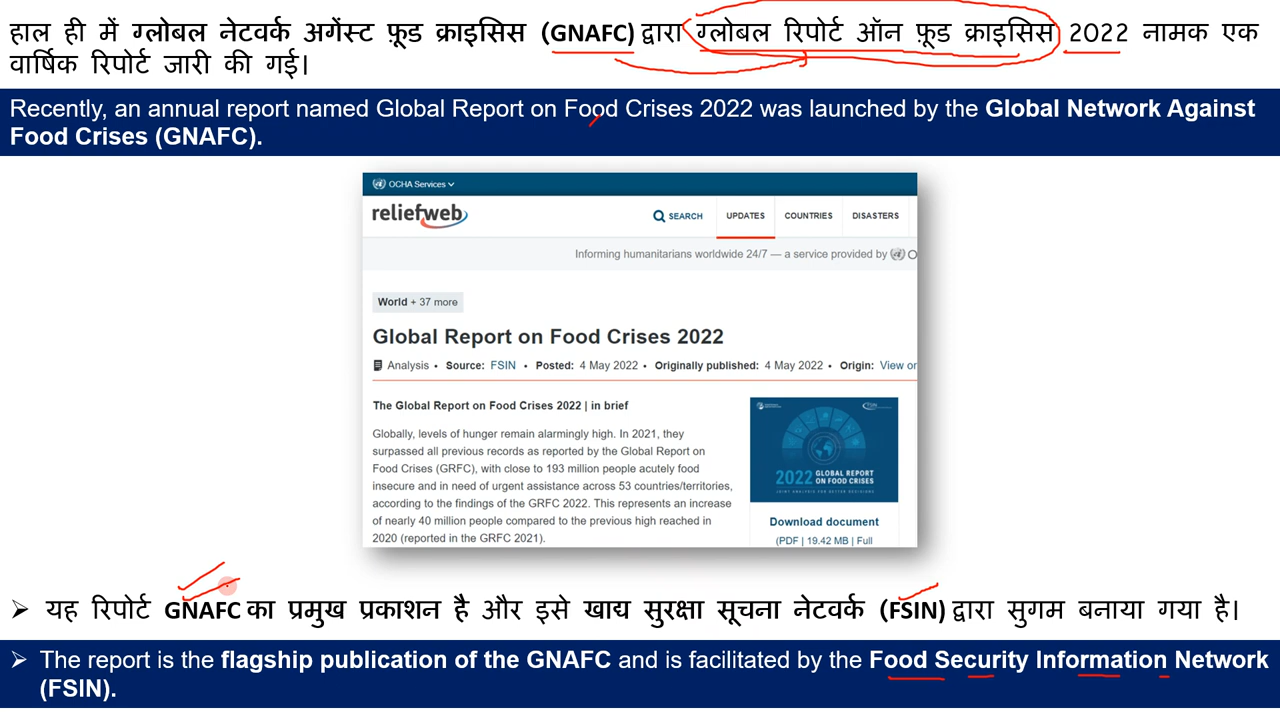 हाल ही में ग्लोबल नेटवर्क अगेंस्ट फ़ूड क्राइसिस (GNAFC) द्वारा ग्लोबल रिपोर्ट ऑन फ़ूड क्राइसिस 2022 नामक एक
वार्षिक रिपोर्ट जारी की गई।
Recently, an annual report named Global Report on Food Crises 2022 was launched by the Global Network Against
Food Crises (GNAFC).
OCHA Services
reliefweb
SEARCH UPDATES COUNTRIES DISASTERS
Informing humanitarians worldwide 24/7 — a service provided by
World + 37 more
Global Report on Food Crises 2022
Analysis • Source: FSIN • Posted: 4 May 2022 • Originally published: 4 May 2022 • Origin: View or
The Global Report on Food Crises 2022 | in brief
Globally, levels of hunger remain alarmingly high. In 2021, they
surpassed all previous records as reported by the Global Report on
Food Crises (GRFC), with close to 193 million people acutely food
insecure and in need of urgent assistance across 53 countries/territories,
according to the findings of the GRFC 2022. This represents an increase
of nearly 40 million people compared to the previous high reached in
2020 (reported in the GRFC 2021).
2022 GLOBAL REPORT
ON FOOD CRISES
JOINT ANALYSIS FOR BETTER DECISIONS
Download document
(PDF | 19.42 MB | Full
➢ यह रिपोर्ट GNAFC का प्रमुख प्रकाशन है और इसे खाद्य सुरक्षा सूचना नेटवर्क (FSIN) द्वारा सुगम बनाया गया है।
➢ The report is the flagship publication of the GNAFC and is facilitated by the Food Security Information Network
(FSIN).